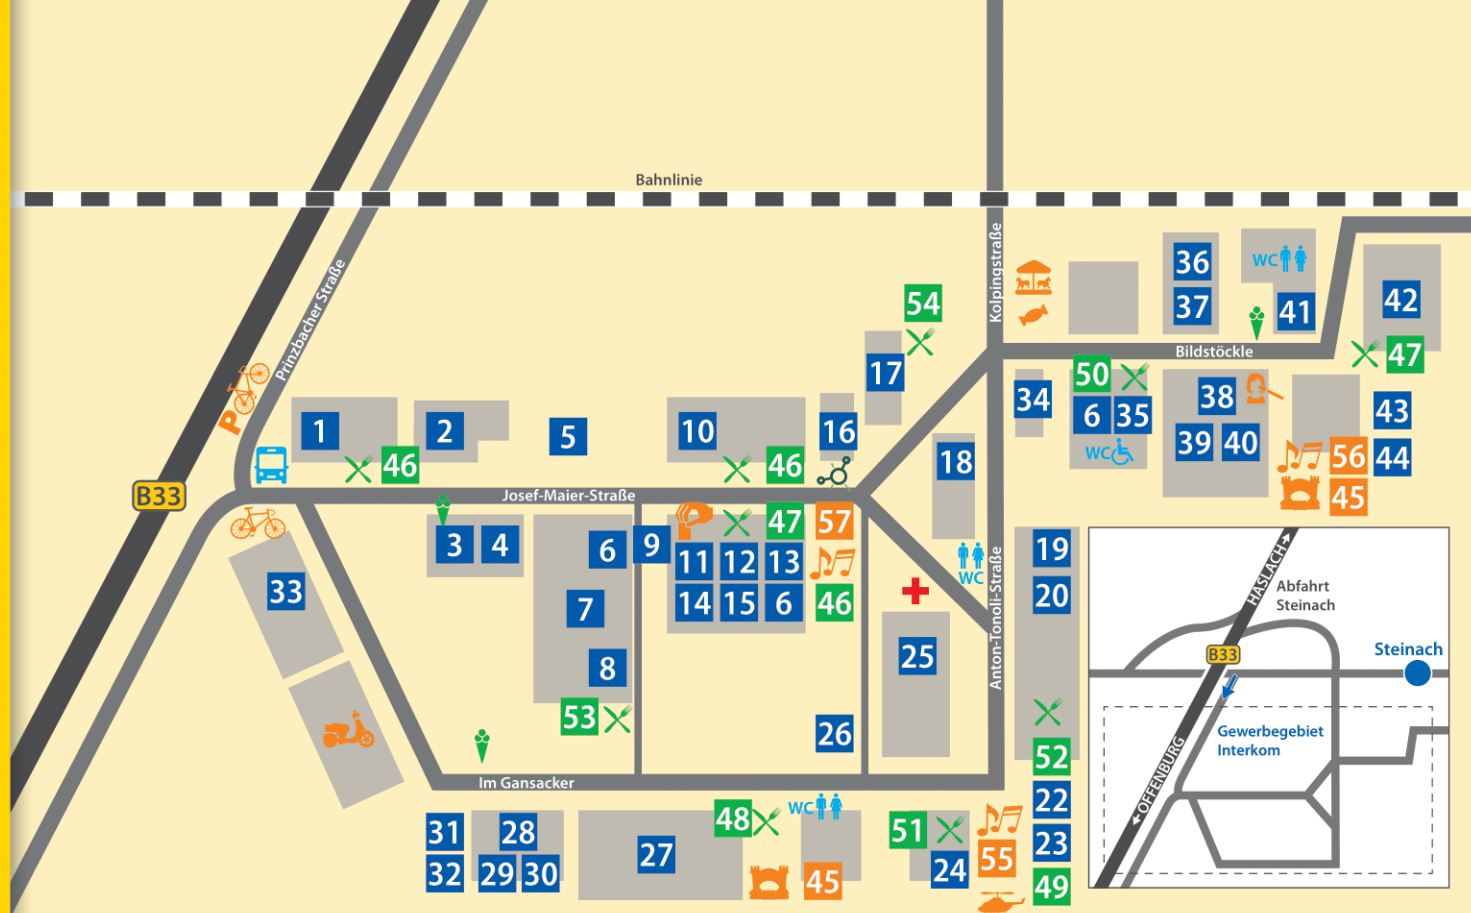 Bahnlinie
Kolpingstraße
Prinzbacher Straße
36
WC
37
41
42
54
Bildstöckle
47
17
50
34
6
35
38
43
WC
39
40
56
44
45
P
1
2
5
10
16
46
46
18
B33
Josef-Maier-Straße
3
4
6
9
47
57
11
12
13
14
15
6
46
WC
19
20
33
7
8
53
25
Anton-Tonoli-Straße
26
52
Im Gansacker
31
28
32
29
30
27
48
WC
45
51
24
55
22
23
49
HASLACH
Abfahrt
Steinach
B33
Steinach
Gewerbegebiet
Interkom
OFFENBURG